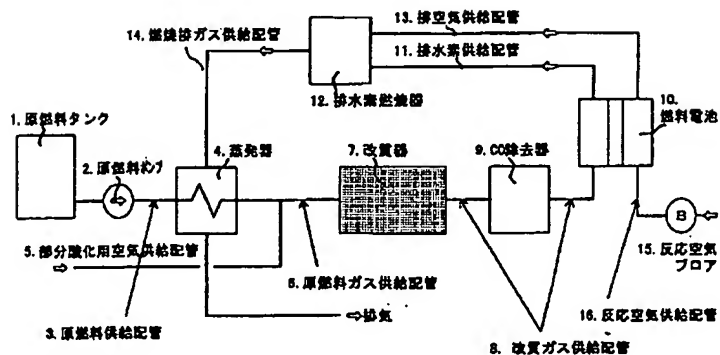 14.燃焼排ガス供給配管
13.排空気供給配管
11.排水素供給配管
12.排水素燃焼器
10.
燃料電池
1.原燃料タンク
2.原燃料ポンプ
4.蒸発器
7.改質器
9.CO除去器
B
15.反応空気
ブロア
5.部分酸化用空気供給配管
6.原燃料ガス供給配管
16.反応空気供給配管
3.原燃料供給配管
排気
8.改質ガス供給配管